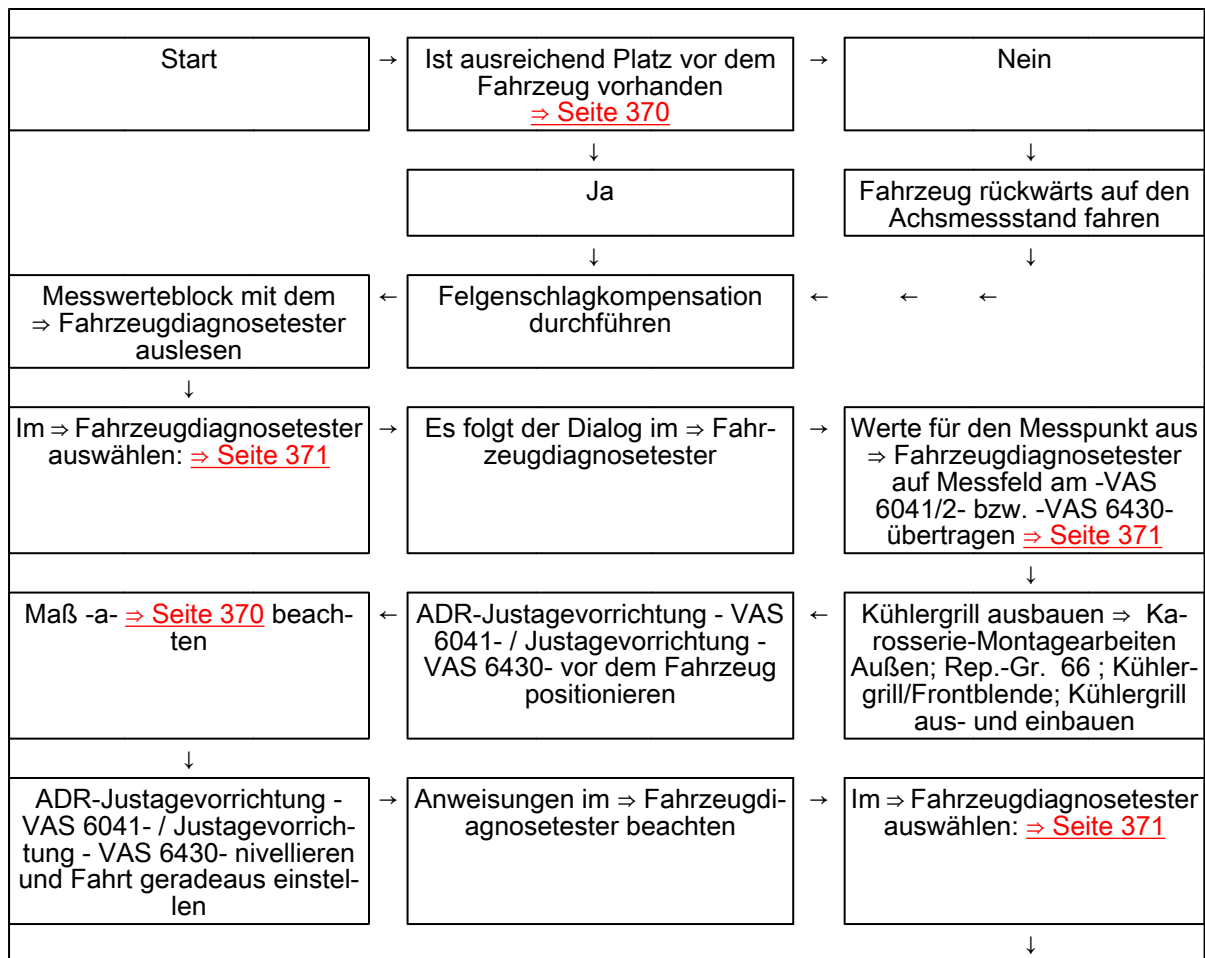 Start → Ist ausreichend Platz vor dem Fahrzeug vorhanden ⇒ Seite 370 → Nein
↓ ↓
Ja
Fahrzeug rückwärts auf den
Achsmessstand fahren
↓ ↓
Messwerteblock mit dem
⇒ Fahrzeugdiagnosetester
auslesen
←
Felgenschlagkompensation
durchführen
← ← ←
↓
Im ⇒ Fahrzeugdiagnosetester
auswählen: ⇒ Seite 371
→
Es folgt der Dialog im ⇒ Fahr-
zeugdiagnosetester
→
Werte für den Messpunkt aus
⇒ Fahrzeugdiagnosetester
auf Messfeld am -VAS
6041/2- bzw. -VAS 6430-
übertragen ⇒ Seite 371
↓
Maß -a- ⇒ Seite 370 beach-
ten
←
ADR-Justagevorrichtung - VAS
6041- / Justagevorrichtung -
VAS 6430- vor dem Fahrzeug
positionieren
←
Kühlergrill ausbauen ⇒ Ka-
rosserie-Montagearbeiten
Außen; Rep.-Gr. 66 ; Kühler-
grill/Frontblende; Kühlergrill
aus- und einbauen
↓
ADR-Justagevorrichtung -
VAS 6041- / Justagevorrich-
tung - VAS 6430- nivellieren
und Fahrt geradeaus einstel-
len
→
Anweisungen im ⇒ Fahrzeugdi-
agnosetester beachten
→
Im ⇒ Fahrzeugdiagnosetester
auswählen: ⇒ Seite 371
↓